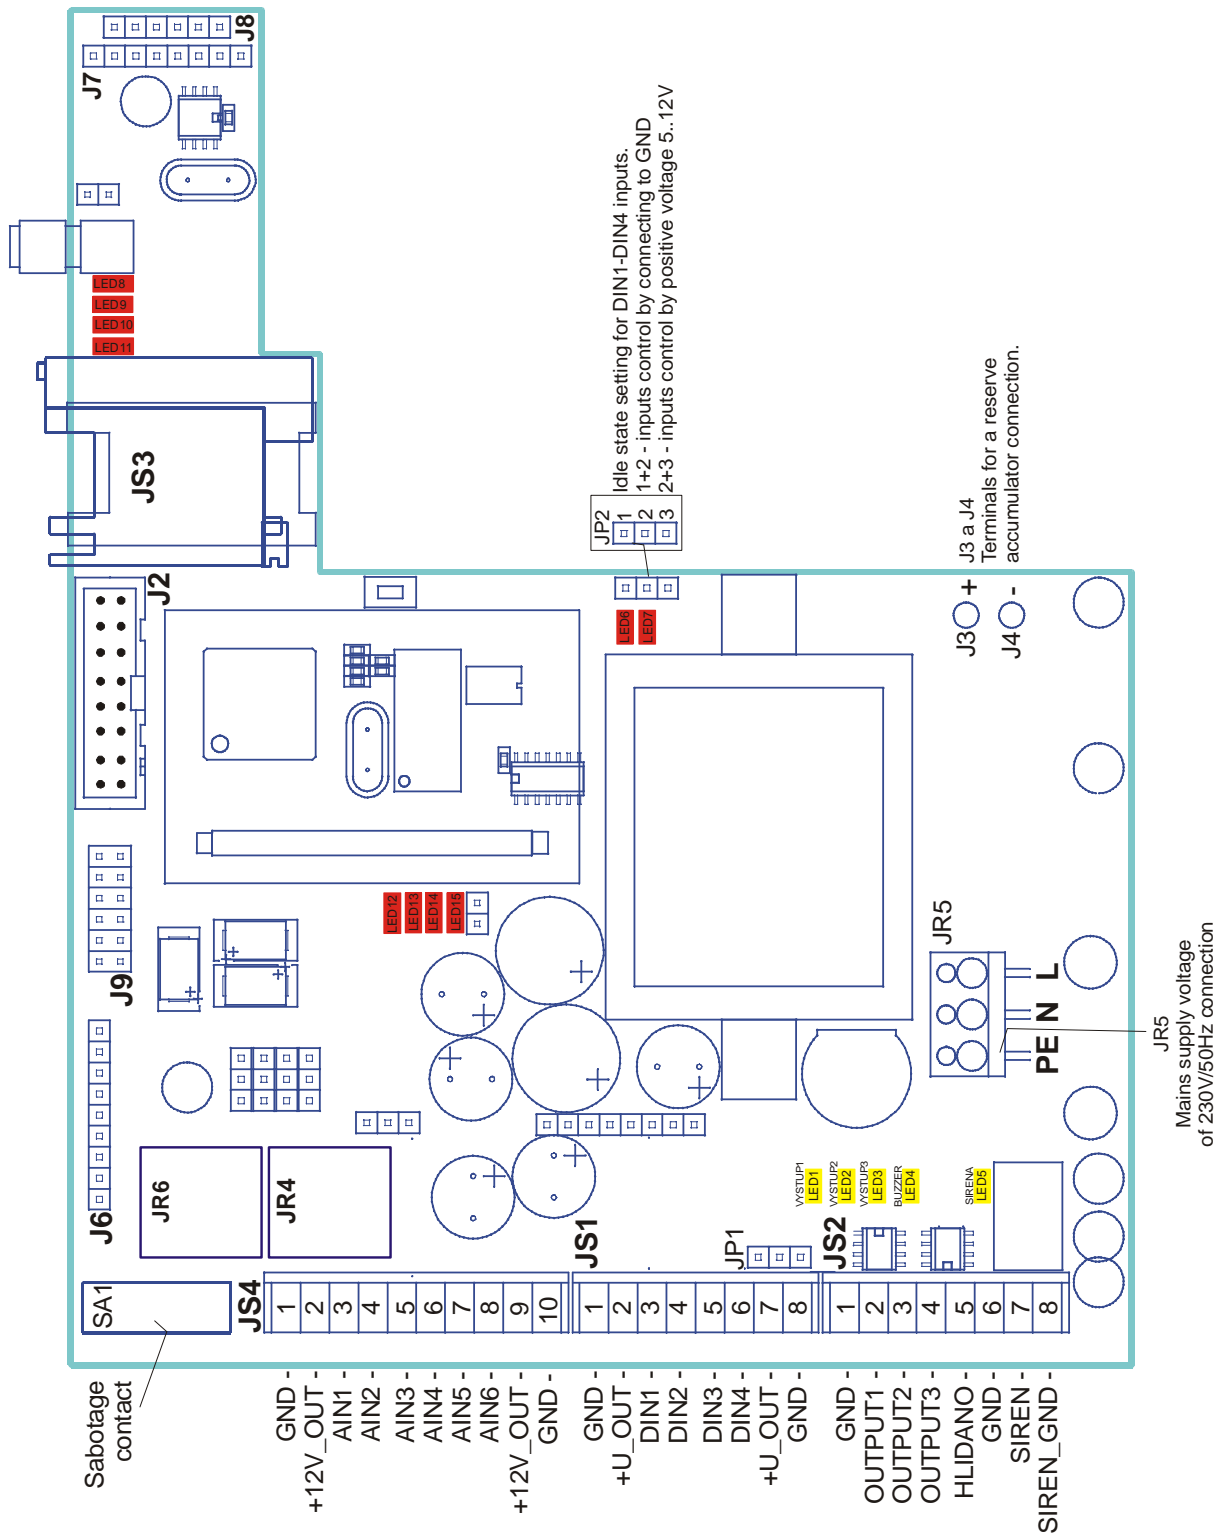 J8
J7
LED8
LED9
LED10
LED11
JS3
J2
JP2
1
2
3
Idle state setting for DIN1-DIN4 inputs.
1+2 - inputs control by connecting to GND
2+3 - inputs control by positive voltage 5..12V
LED6
LED7
J3
+
J3 a J4
Terminals for a reserve
accumulator connection.
J4
-
J9
LED12
LED13
LED14
LED15
JR5
PE N L
JR5
Mains supply voltage
of 230V/50Hz connection
J6
JR6
JR4
JS1
JP1
JS2
VYSTUP1
LED1
VYSTUP2
LED2
VYSTUP3
LED3
BUZZER
LED4
SIRENA
LED5
SA1
Sabotage
contact
JS4
1
2
3
4
5
6
7
8
9
10
1
2
3
4
5
6
7
8
1
2
3
4
5
6
7
8
GND -
+12V_OUT -
AIN1 -
AIN2 -
AIN3 -
AIN4 -
AIN5 -
AIN6 -
+12V_OUT -
GND -
GND -
+U_OUT -
DIN1 -
DIN2 -
DIN3 -
DIN4 -
+U_OUT -
GND -
GND -
OUTPUT1 -
OUTPUT2 -
OUTPUT3 -
HLIDANO -
GND -
SIREN -
SIREN_GND -